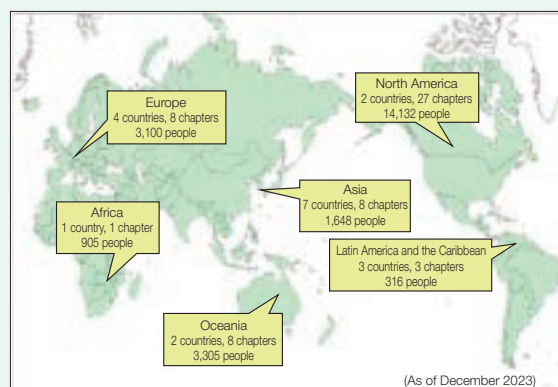 Europe
4 countries, 8 chapters
3,100 people
North America
2 countries, 27 chapters
14,132 people
Asia
7 countries, 8 chapters
1,648 people
Africa
1 country, 1 chapter
905 people
Latin America and the Caribbean
3 countries, 3 chapters
316 people
Oceania
2 countries, 8 chapters
3,305 people
(As of December 2023)